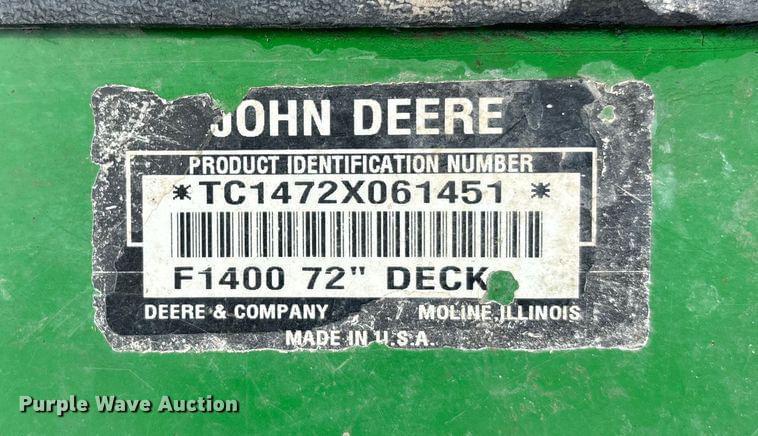 JOHN DEERE
PRODUCT IDENTIFICATION NUMBER
* TC1472X061451 *
F1400 72" DECK
DEERE & COMPANY MOLINE, ILLINOIS
MADE IN U.S.A.
Purple Wave Auction